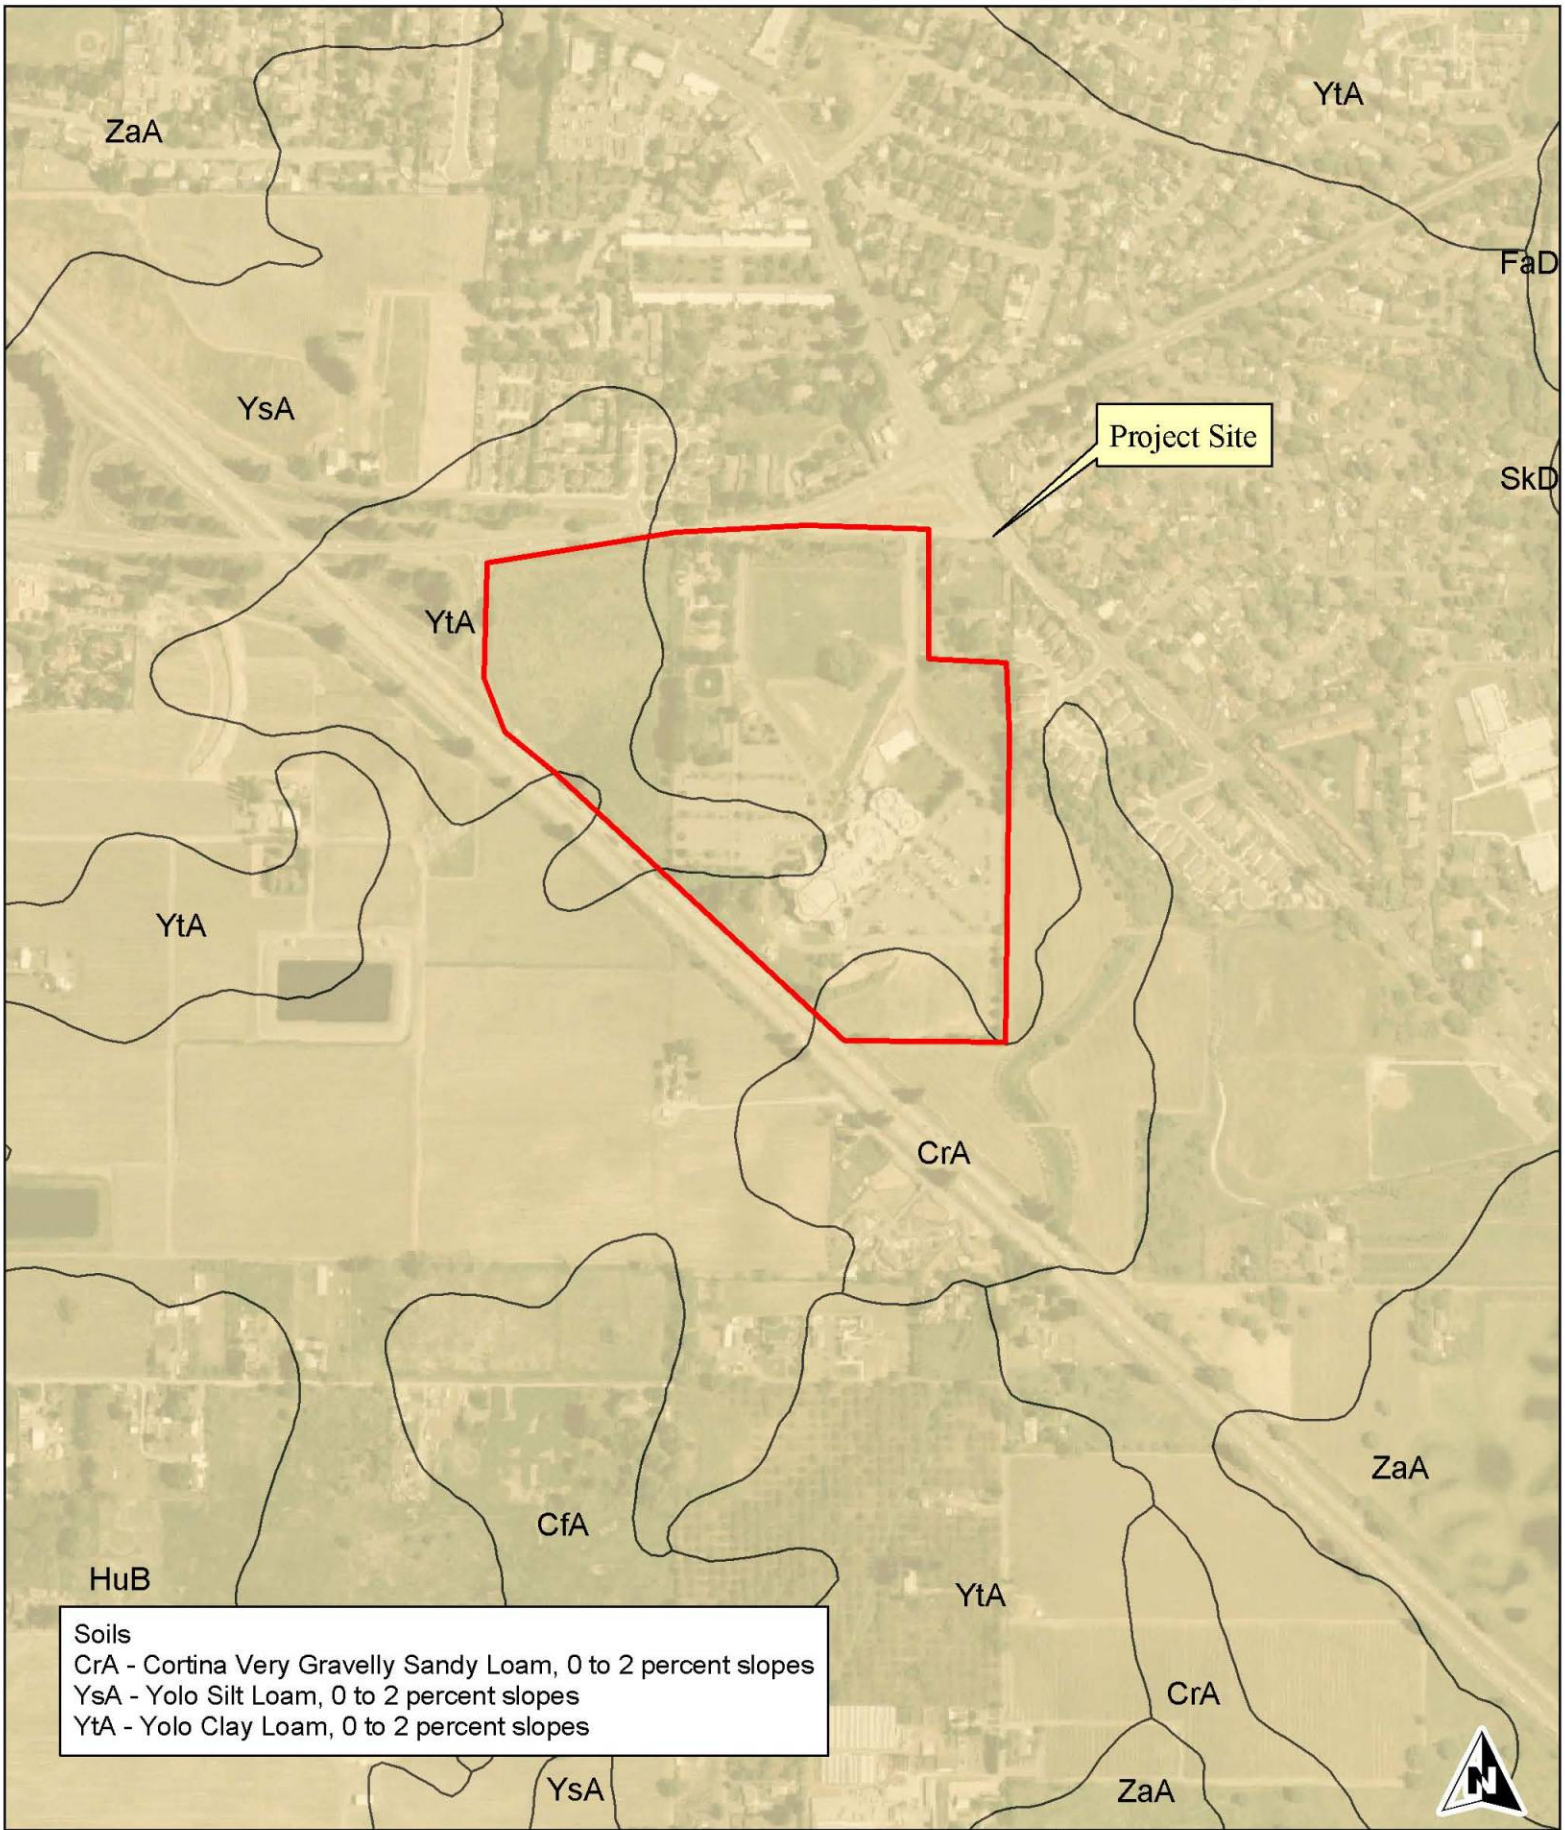 YtA
ZaA
FaD
YsA
Project Site
SkD
YtA
YtA
CrA
ZaA
CfA
HuB
YtA
Soils
CrA - Cortina Very Gravelly Sandy Loam, 0 to 2 percent slopes
YsA - Yolo Silt Loam, 0 to 2 percent slopes
YtA - Yolo Clay Loam, 0 to 2 percent slopes
CrA
YsA
ZaA
N